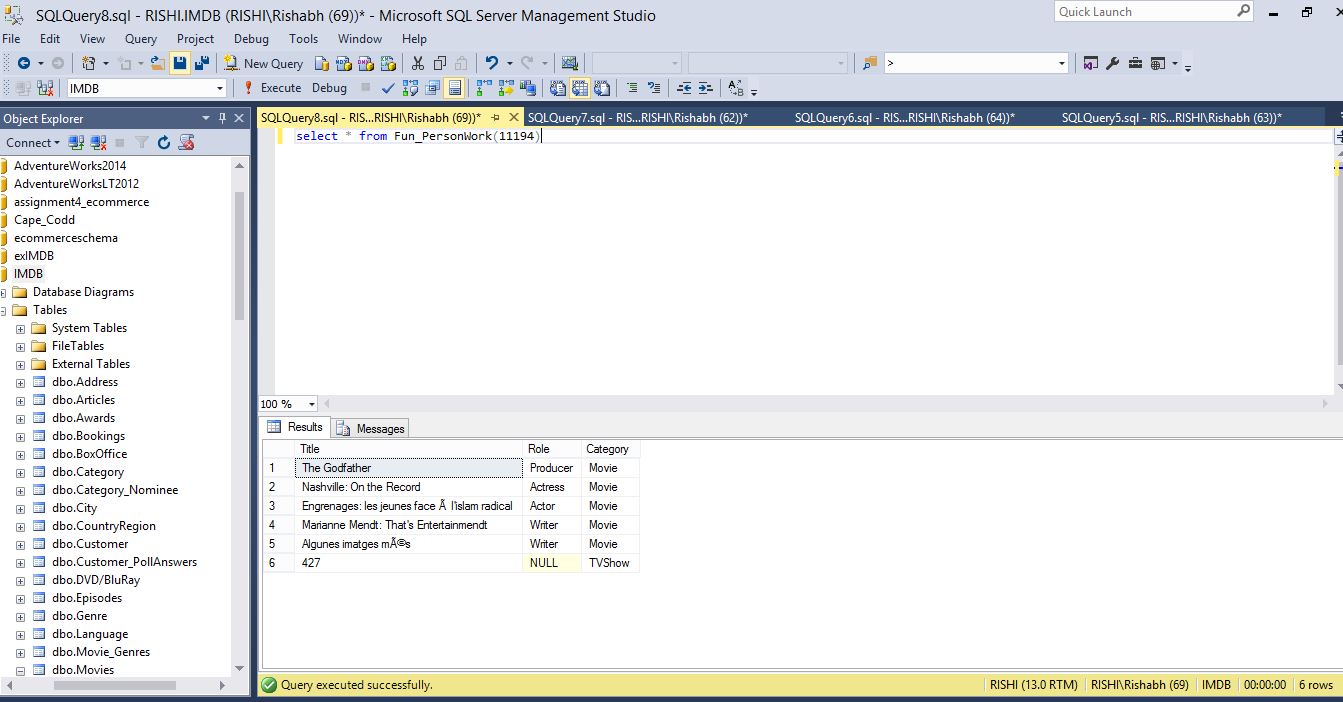 SQLQuery8.sql - RISHI.IMDB (RISHI\Rishabh (69))* - Microsoft SQL Server Management Studio
Quick Launch
File Edit View Query Project Debug Tools Window Help
New Query
>
IMDB
Execute Debug
Object Explorer
SQLQuery8.sql - RIS...RISHI\Rishabh (69))* SQLQuery7.sql - RIS...RISHI\Rishabh (62))* SQLQuery6.sql - RIS...RISHI\Rishabh (64))* SQLQuery5.sql - RIS...RISHI\Rishabh (63))*
Connect
AdventureWorks2014
AdventureWorksLT2012
assignment4_ecommerce
Cape_Codd
ecommerceschema
exIMDB
IMDB
Database Diagrams
Tables
System Tables
FileTables
External Tables
dbo.Address
dbo.Articles
dbo.Awards
dbo.Bookings
dbo.BoxOffice
dbo.Category
dbo.Category_Nominee
dbo.City
dbo.CountryRegion
dbo.Customer
dbo.Customer_PollAnswers
dbo.DVD/BluRay
dbo.Episodes
dbo.Genre
dbo.Language
dbo.Movie_Genres
dbo.Movies
select * from Fun_PersonWork(11194)
100 %
Results Messages
Title Role Category
1 The Godfather Producer Movie
2 Nashville: On the Record Actress Movie
3 Engrenages: les jeunes face Ã l'islam radical Actor Movie
4 Marianne Mendt: That's Entertainmendt Writer Movie
5 Algunes imatges mÃ©s Writer Movie
6 427 NULL TVShow
Query executed successfully. RISHI (13.0 RTM) RISHI\Rishabh (69) IMDB 00:00:00 6 rows